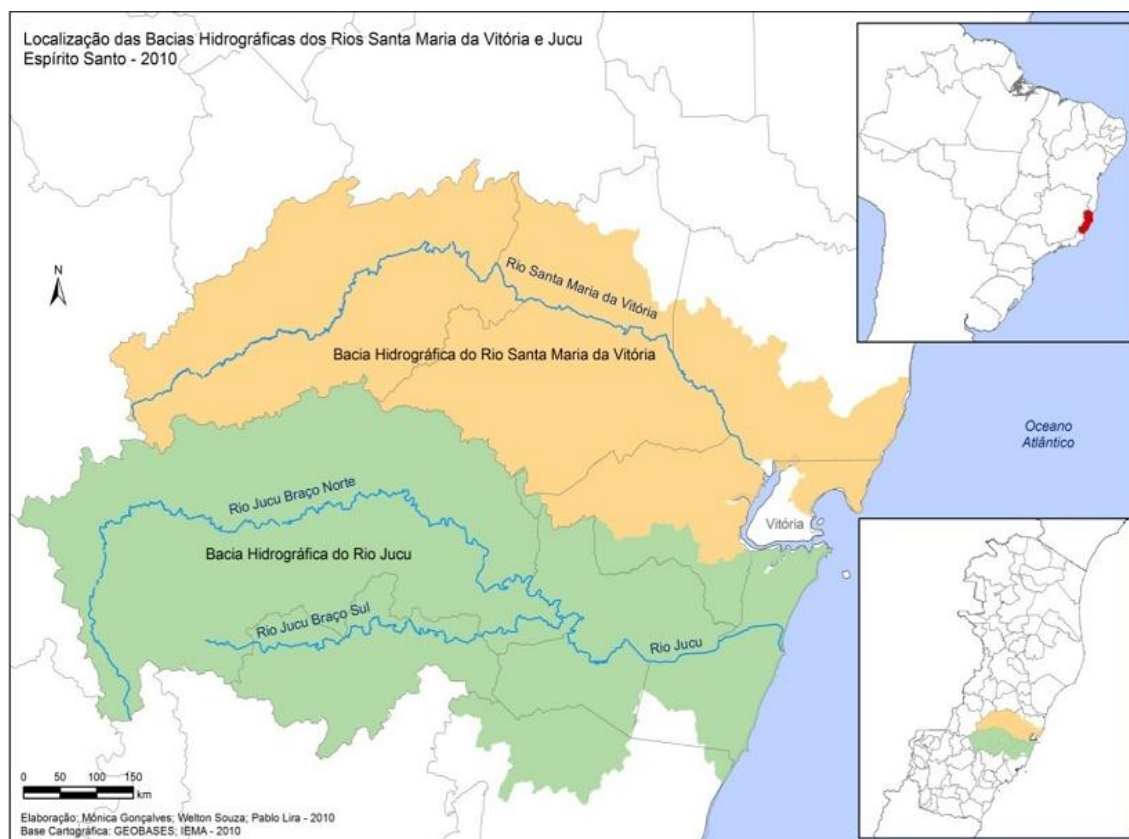 Localização das Bacias Hidrográficas dos Rios Santa Maria da Vitória e Jucu
Espírito Santo - 2010
N
Rio Santa Maria da Vitória
Bacia Hidrográfica do Rio Santa Maria da Vitória
Oceano
Atlântico
Rio Jucu Braço Norte
Vitória
Bacia Hidrográfica do Rio Jucu
Rio Jucu Braço Sul
Rio Jucu
0 50 100 150
km
Elaboração: Mônica Gonçalves; Welton Souza; Pablo Lira - 2010
Base Cartográfica: GEOBASES; IEMA - 2010